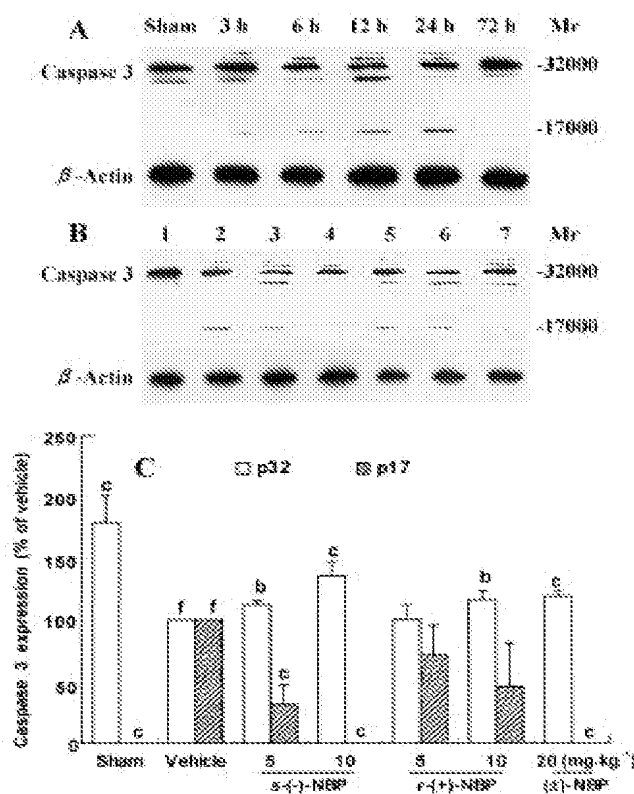 A Sham 3 h 6 h 12 h 24 h 72 h Mr
Caspase 3 -32000
-17000
β-Actin
B 1 2 3 4 5 6 7 Mr
Caspase 3 -32000
-17000
β-Actin
C p32 p17
Caspase 3 expression (% of vehicle)
250
200
150
100
50
0
c c f f b c c b c c
Sham Vehicle 5 10 5 10 20 (mg·kg⁻¹)
s-(-)-NBP r-(+)-NBP (±)-NBP